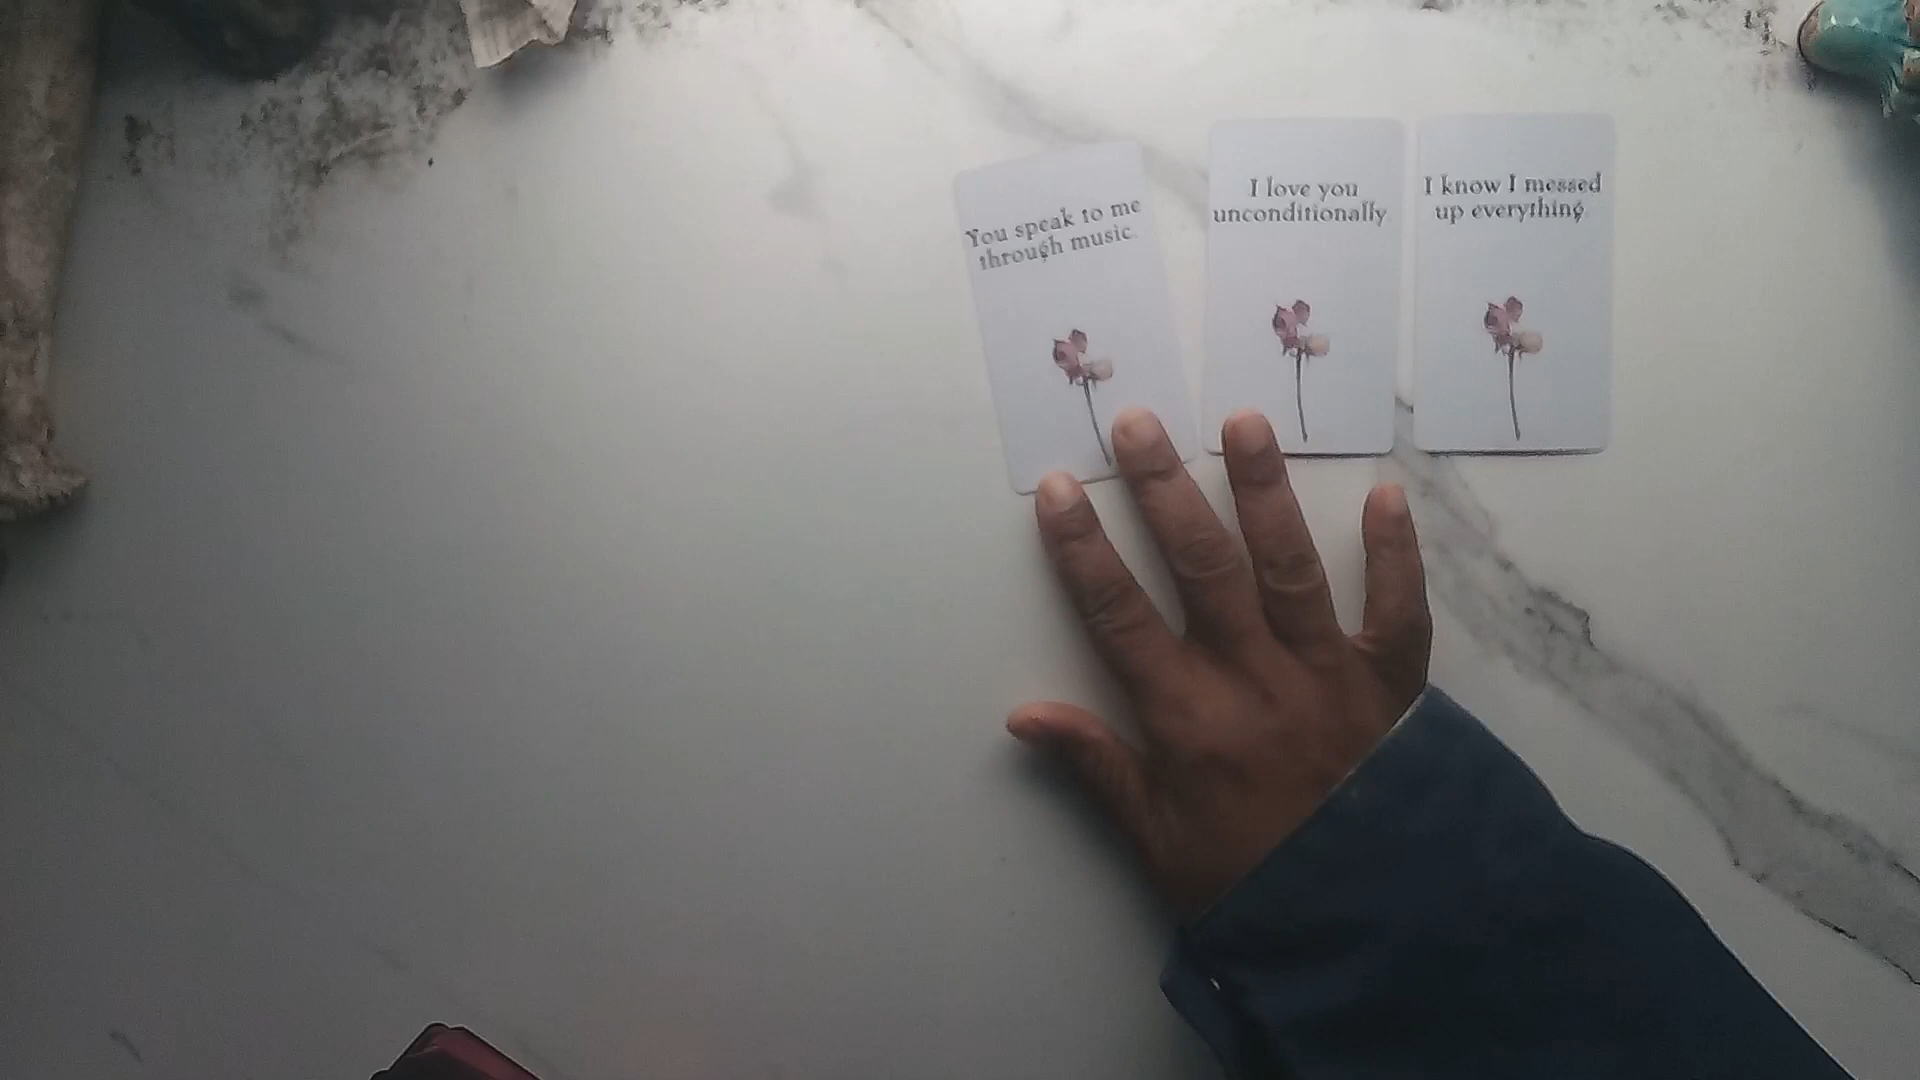 You speak to me
through music.
I love you
unconditionally
I know I messed
up everything